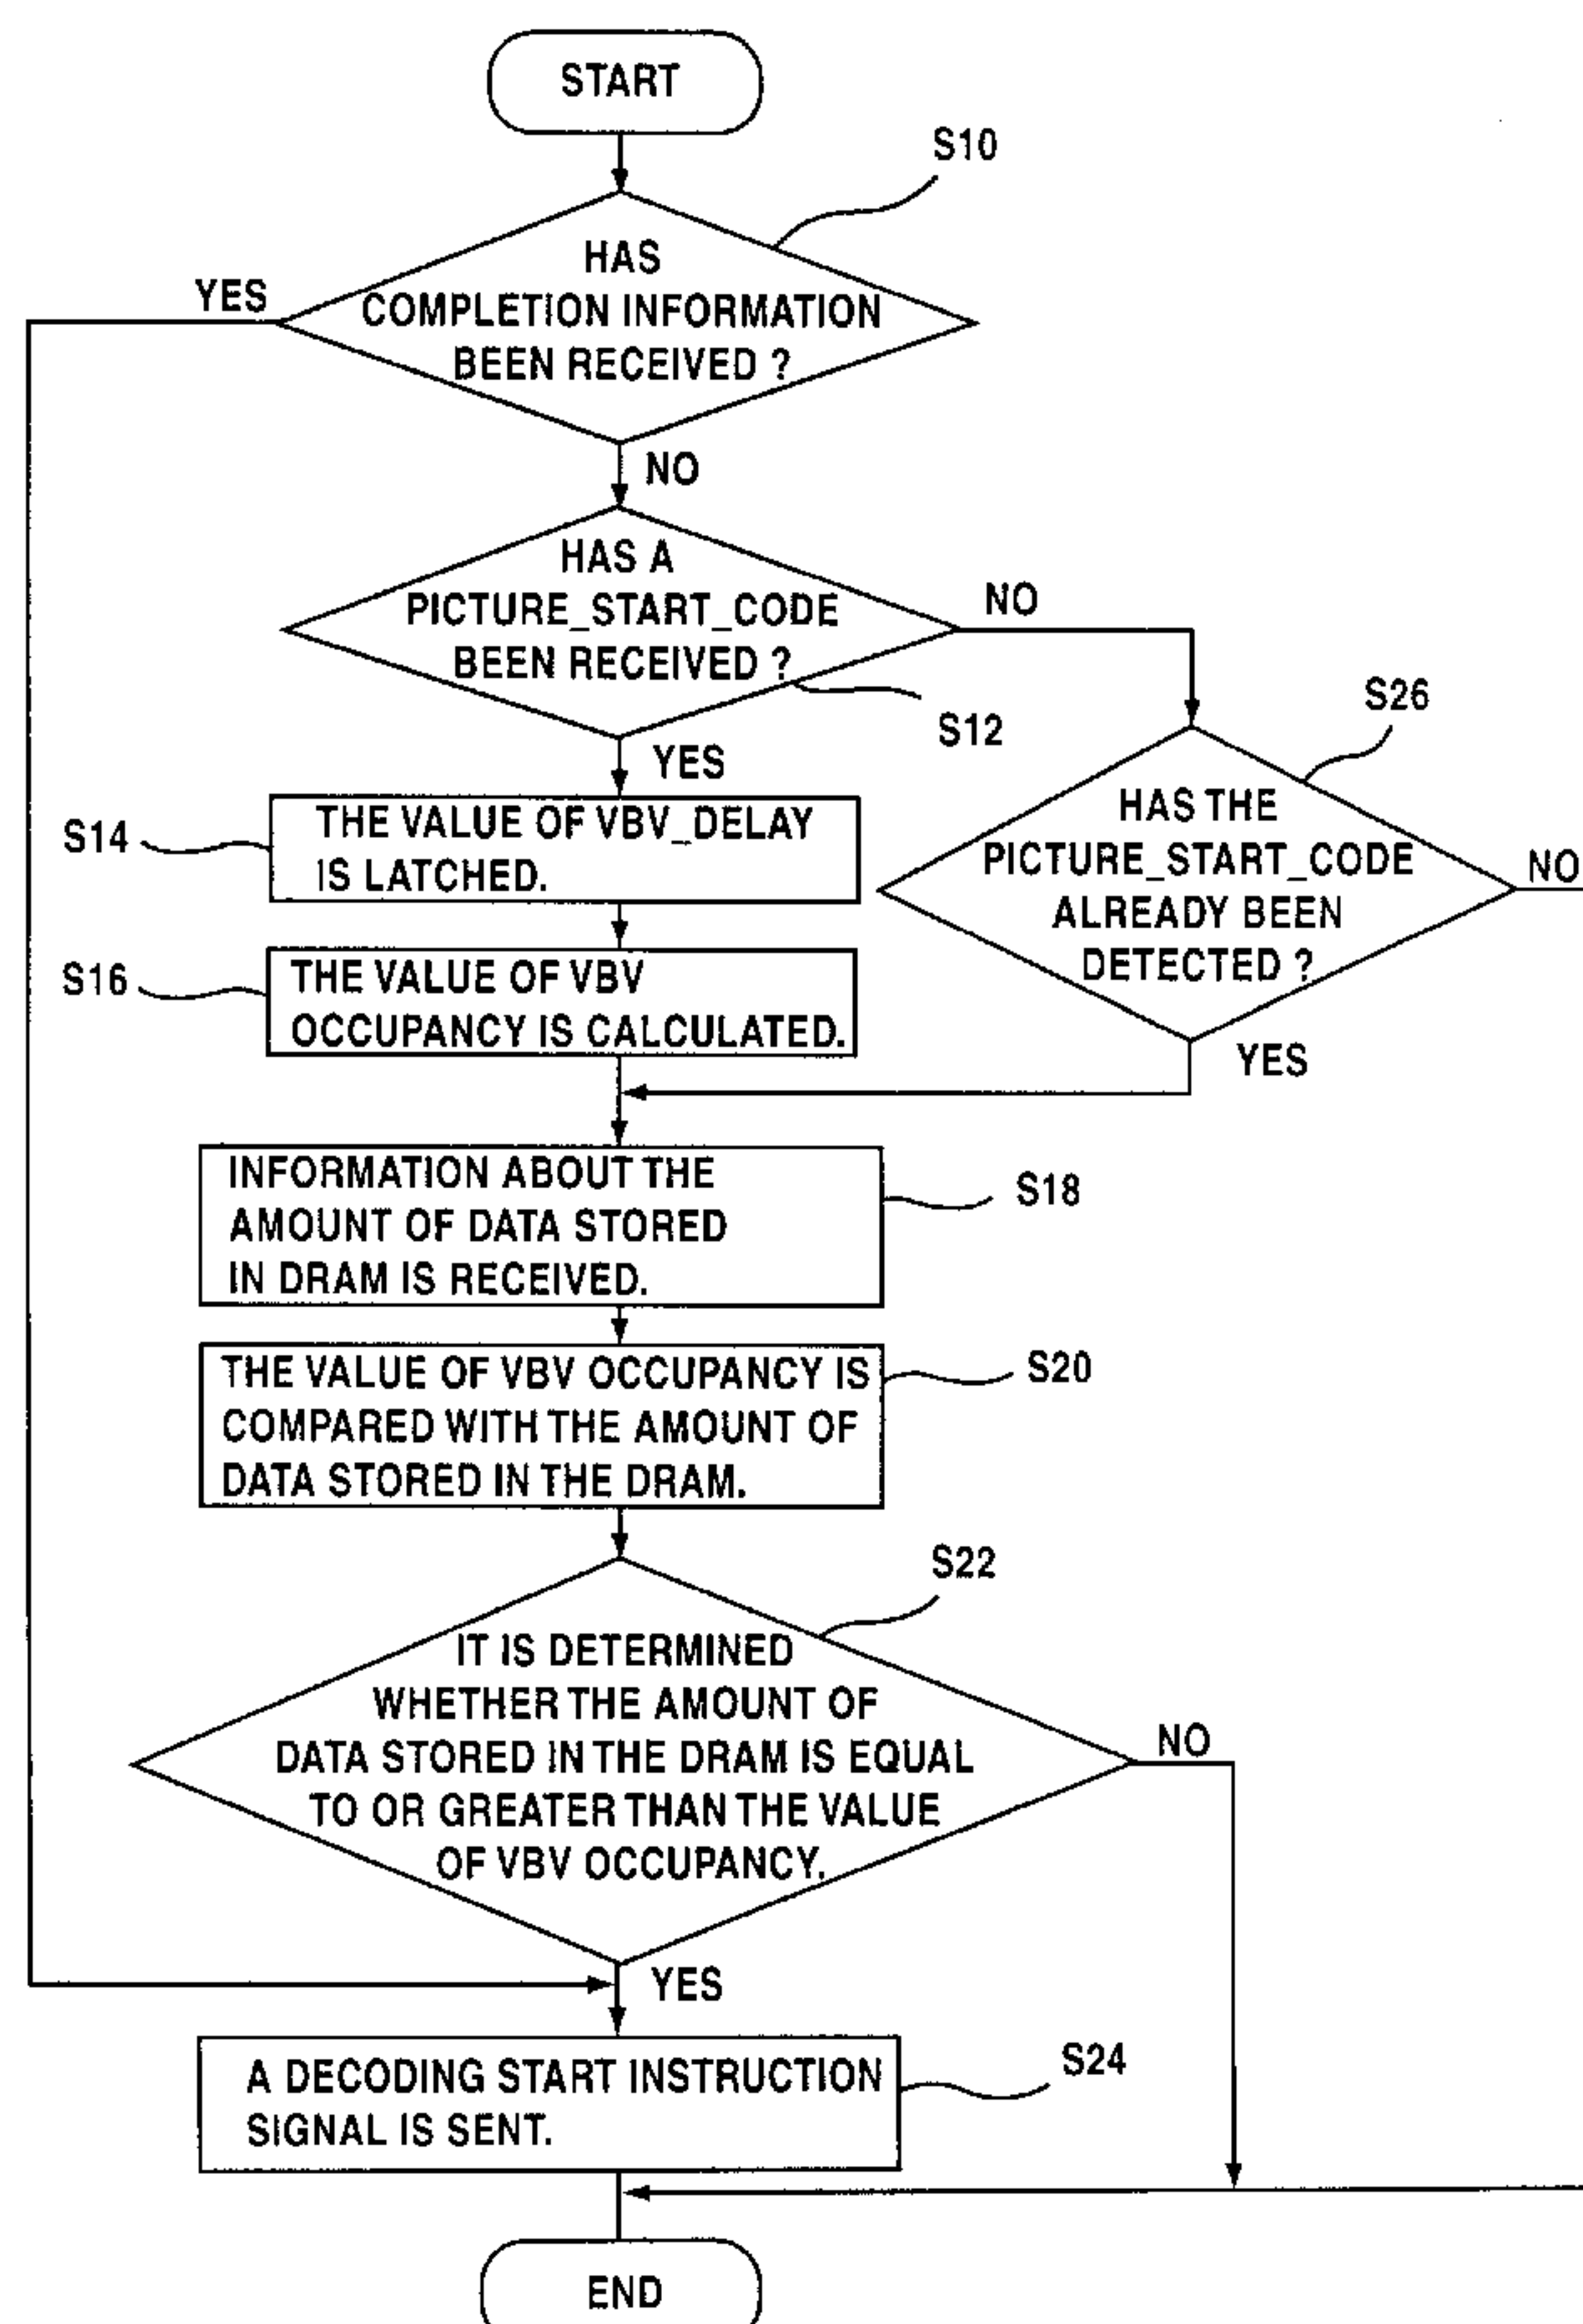 START
S10
HAS
COMPLETION INFORMATION
BEEN RECEIVED ?
YES
NO
HAS A
PICTURE_START_CODE
BEEN RECEIVED ?
NO
S12
YES
S26
HAS THE
PICTURE_START_CODE
ALREADY BEEN
DETECTED ?
NO
YES
S14
THE VALUE OF VBV_DELAY
IS LATCHED.
S16
THE VALUE OF VBV
OCCUPANCY IS CALCULATED.
INFORMATION ABOUT THE
AMOUNT OF DATA STORED
IN DRAM IS RECEIVED.
S18
THE VALUE OF VBV OCCUPANCY IS
COMPARED WITH THE AMOUNT OF
DATA STORED IN THE DRAM.
S20
S22
IT IS DETERMINED
WHETHER THE AMOUNT OF
DATA STORED IN THE DRAM IS EQUAL
TO OR GREATER THAN THE VALUE
OF VBV OCCUPANCY.
NO
YES
A DECODING START INSTRUCTION
SIGNAL IS SENT.
S24
END